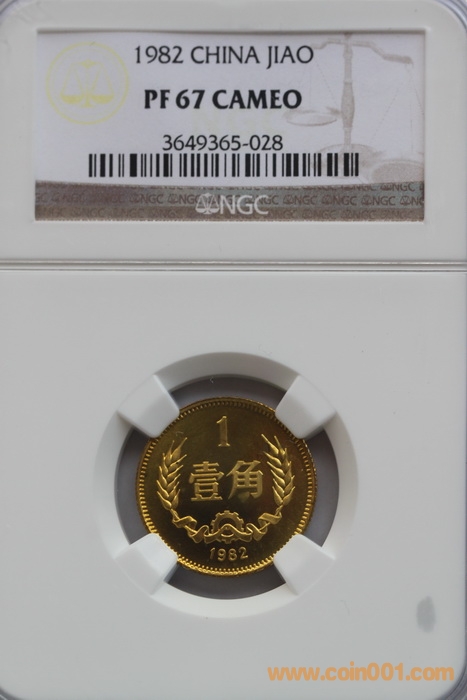 1982 CHINA JIAO
PF 67 CAMEO
3649365-028
NGC
1
壹角
1982
www.coin001.com